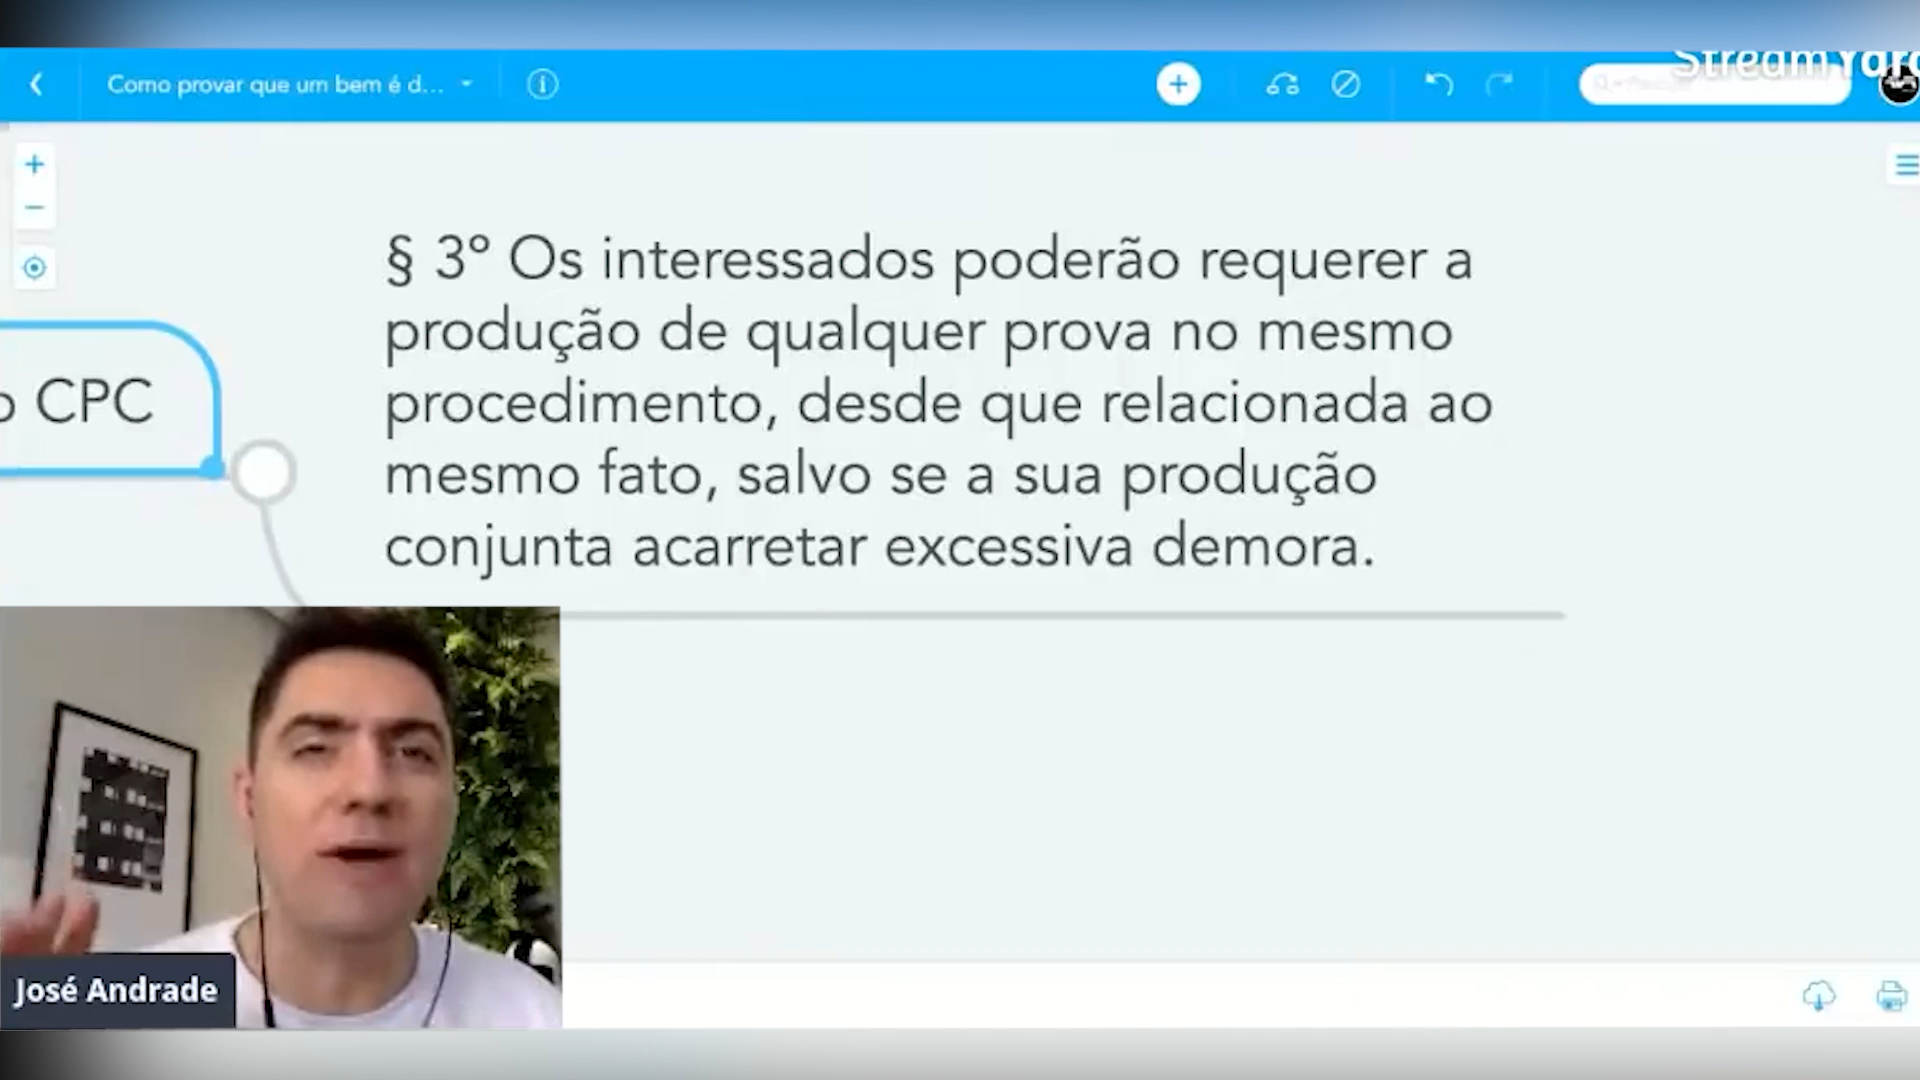 StreamYard
Como provar que um bem é d...
§ 3º Os interessados poderão requerer a
produção de qualquer prova no mesmo
procedimento, desde que relacionada ao
mesmo fato, salvo se a sua produção
conjunta acarretar excessiva demora.
o CPC
José Andrade